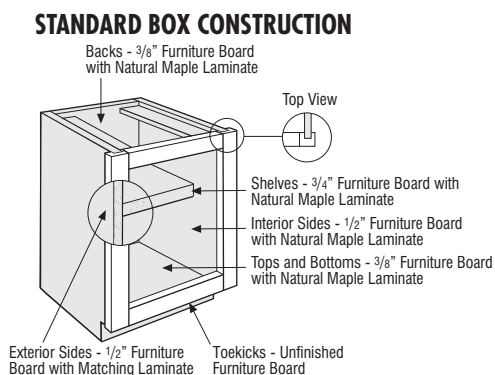 STANDARD BOX CONSTRUCTION
Backs - 3/8” Furniture Board
with Natural Maple Laminate
Top View
Shelves - 3/4” Furniture Board with
Natural Maple Laminate
Interior Sides - 1/2” Furniture Board
with Natural Maple Laminate
Tops and Bottoms - 3/8” Furniture Board
with Natural Maple Laminate
Exterior Sides - 1/2” Furniture
Board with Matching Laminate
Toekicks - Unfinished
Furniture Board